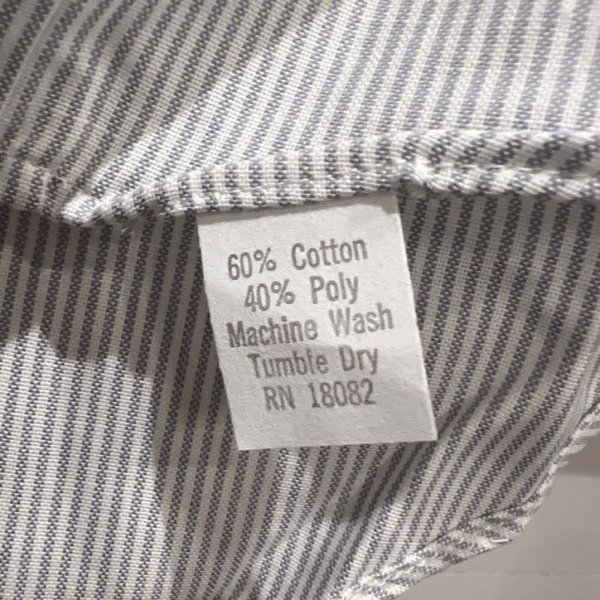 60% Cotton
40% Poly
Machine Wash
Tumble Dry
RN 18082